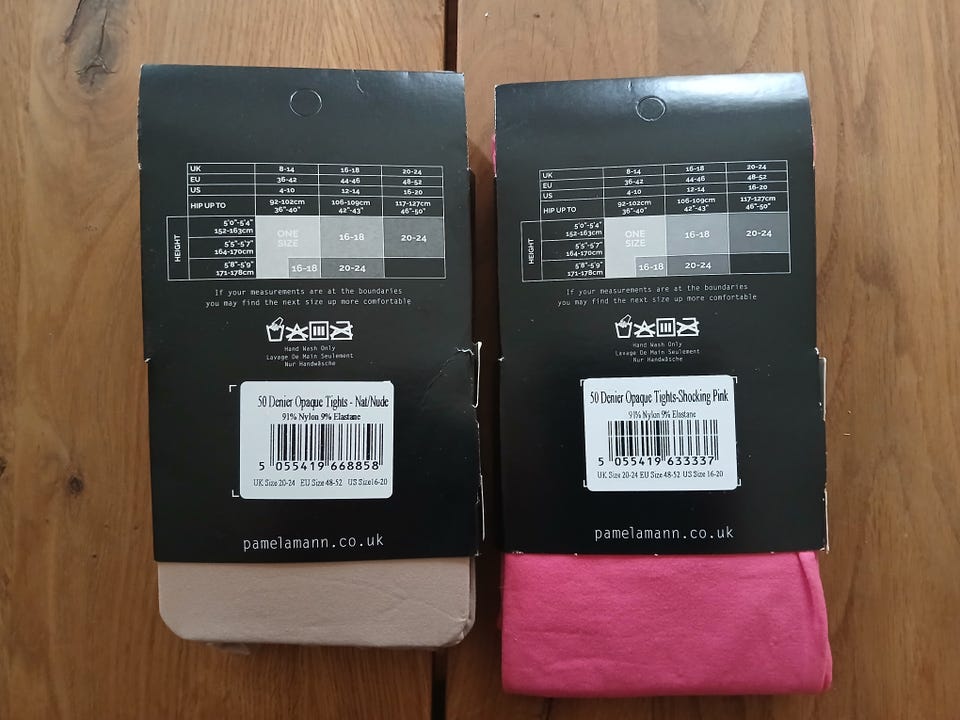 UK 8-14 16-18 20-24
EU 36-42 44-46 48-52
US 4-10 12-14 16-20
HIP UP TO 92-102cm 106-109cm 117-127cm
36"-40" 42"-43" 46"-50"
HEIGHT
5'0"-5'4"
152-163cm
5'5"-5'7"
164-170cm
5'8"-5'9"
171-178cm
ONE
SIZE
16-18
20-24
16-18
20-24
If your measurements are at the boundaries
you may find the next size up more comfortable
Hand Wash Only
Lavage De Main Seulement
Nur Handwäsche
50 Denier Opaque Tights - Nat/Nude
91% Nylon 9% Elastane
5 055419 668858
UK Size 20-24 EU Size 48-52 US Size16-20
pamelamann.co.uk
UK 8-14 16-18 20-24
EU 36-42 44-46 48-52
US 4-10 12-14 16-20
HIP UP TO 92-102cm 106-109cm 117-127cm
36"-40" 42"-43" 46"-50"
HEIGHT
5'0"-5'4"
152-163cm
5'5"-5'7"
164-170cm
5'8"-5'9"
171-178cm
ONE
SIZE
16-18
20-24
16-18
20-24
If your measurements are at the boundaries
you may find the next size up more comfortable
Hand Wash Only
Lavage De Main Seulement
Nur Handwäsche
50 Denier Opaque Tights-Shocking Pink
91% Nylon 9% Elastane
5 055419 633337
UK Size 20-24 EU Size 48-52 US Size16-20
pamelamann.co.uk